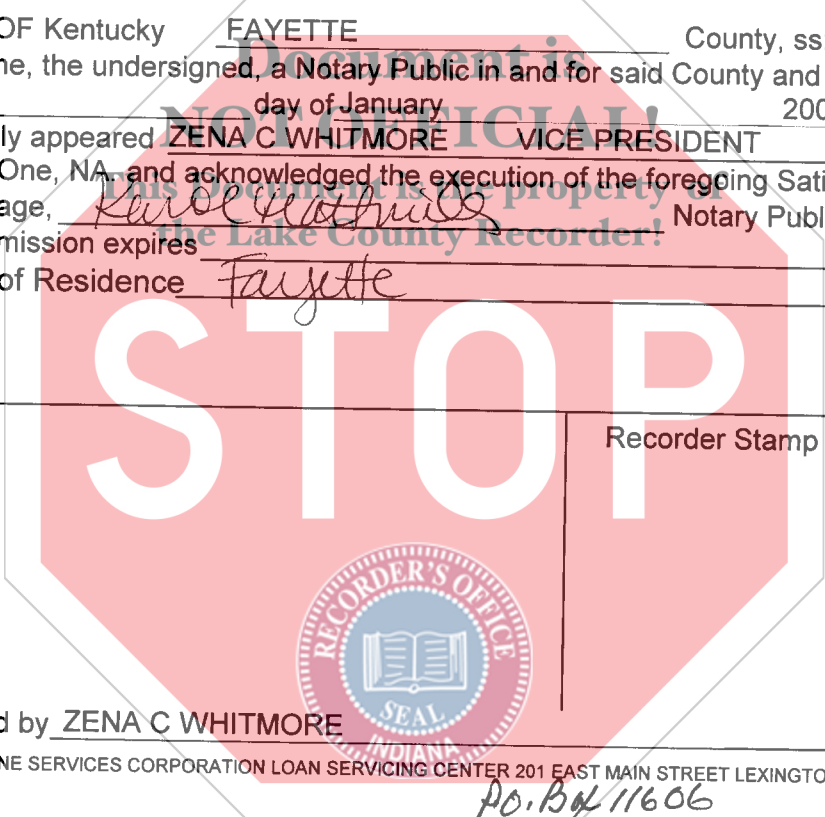 OF Kentucky FAYETTE County, ss
Document is
ne, the undersigned, a Notary Public in and for said County and
day of January 200
NOT OFFICIAL!
ly appeared ZENA C WHITMORE VICE PRESIDENT
One, NA, and acknowledged the execution of the foregoing Sati
This Document is the property of
age, Notary Publ
the Lake County Recorder!
mission expires
of Residence Fayette
STOP
Recorder Stamp
RECORDER'S OFFICE
SEAL
INDIANA
d by ZENA C WHITMORE
NE SERVICES CORPORATION LOAN SERVICING CENTER 201 EAST MAIN STREET LEXINGTO
P.O. Box 11606